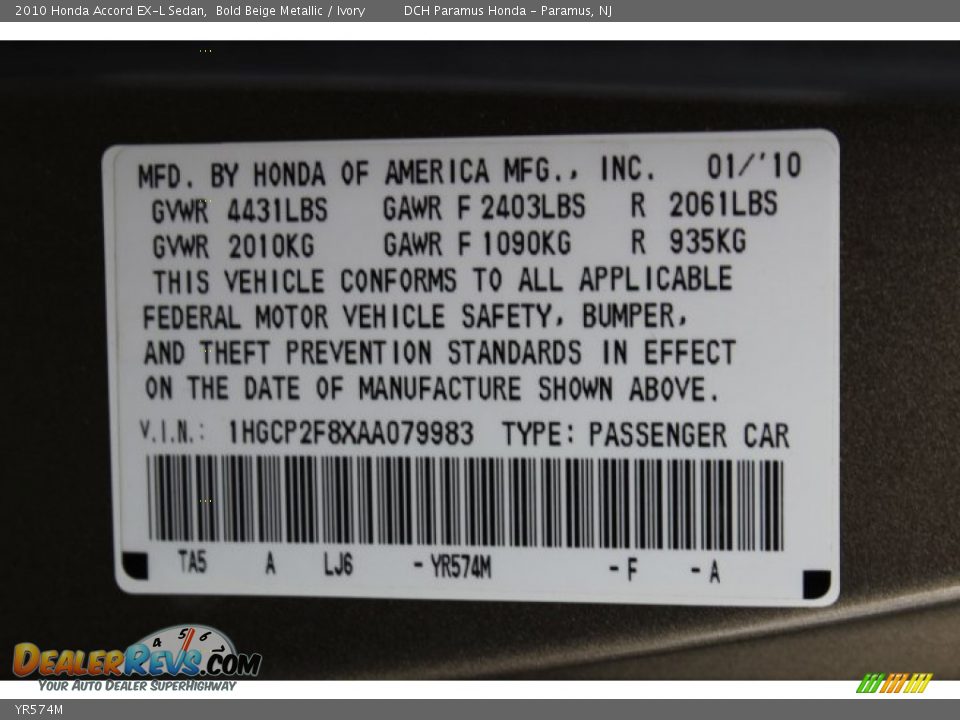 2010 Honda Accord EX-L Sedan, Bold Beige Metallic / Ivory DCH Paramus Honda - Paramus, NJ
MFD. BY HONDA OF AMERICA MFG., INC. 01/'10
GVWR 4431LBS GAWR F 2403LBS R 2061LBS
GVWR 2010KG GAWR F 1090KG R 935KG
THIS VEHICLE CONFORMS TO ALL APPLICABLE
FEDERAL MOTOR VEHICLE SAFETY, BUMPER,
AND THEFT PREVENTION STANDARDS IN EFFECT
ON THE DATE OF MANUFACTURE SHOWN ABOVE.
V.I.N.: 1HGCP2F8XAA079983 TYPE: PASSENGER CAR
TA5 A LJ6 -YR574M -F -A
4 5 6
DEALERREVS.COM
YOUR AUTO DEALER SUPERHIGHWAY
YR574M